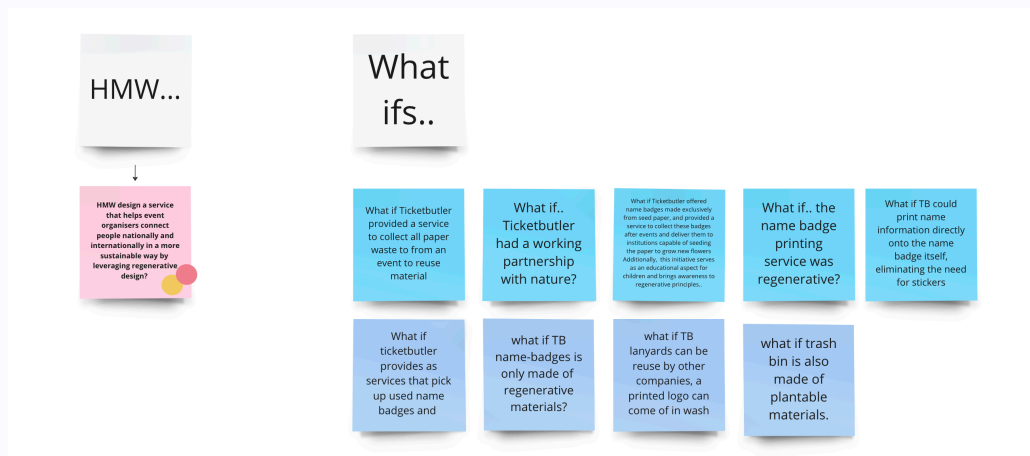 HMW...
What
ifs..
HMW design a service
that helps event
organisers connect
people nationally and
internationally in a more
sustainable way by
leveraging regenerative
design?
What if Ticketbutler
provided a service
to collect all paper
waste to from an
event to reuse
material
What if..
Ticketbutler
had a working
partnership
with nature?
What if Ticketbutler offered
name badges made exclusively
from seed paper, and provided a
service to collect these badges
after events and deliver them to
institutions capable of seeding
the paper to grow new flowers
Additionally, this initiative serves
as an educational aspect for
children and brings awareness to
regenerative principles..
What if.. the
name badge
printing
service was
regenerative?
What if TB could
print name
information directly
onto the name
badge itself,
eliminating the need
for stickers
What if
ticketbutler
provides as
services that pick
up used name
badges and
what if TB
name-badges is
only made of
regenerative
materials?
what if TB
lanyards can be
reuse by other
companies, a
printed logo can
come of in wash
what if trash
bin is also
made of
plantable
materials.